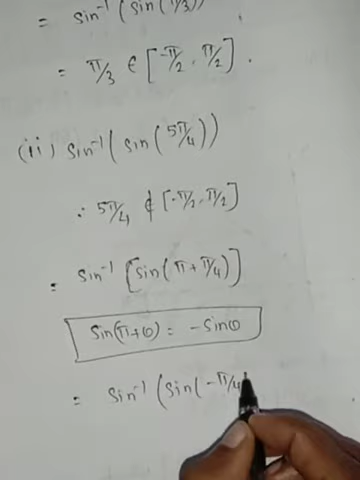 = sin⁻¹(sin(π/3))
= π/3 ∈ [-π/2, π/2].
(ii) sin⁻¹(sin(5π/4))
∵ 5π/4 ∉ [-π/2, π/2]
= sin⁻¹[sin(π+π/4)]
sin(π+θ) = -sinθ
= sin⁻¹(sin(-π/4